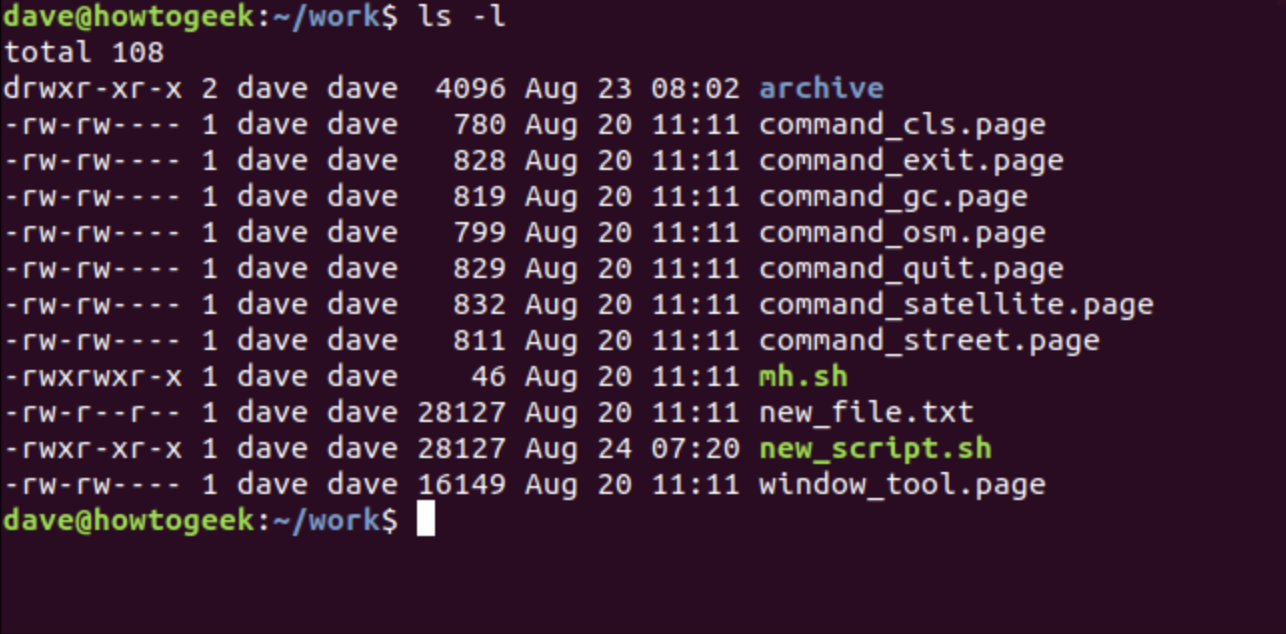 dave@howtogeek:~/work$ ls -l
total 108
drwxr-xr-x 2 dave dave  4096 Aug 23 08:02 archive
-rw-rw---- 1 dave dave   780 Aug 20 11:11 command_cls.page
-rw-rw---- 1 dave dave   828 Aug 20 11:11 command_exit.page
-rw-rw---- 1 dave dave   819 Aug 20 11:11 command_gc.page
-rw-rw---- 1 dave dave   799 Aug 20 11:11 command_osm.page
-rw-rw---- 1 dave dave   829 Aug 20 11:11 command_quit.page
-rw-rw---- 1 dave dave   832 Aug 20 11:11 command_satellite.page
-rw-rw---- 1 dave dave   811 Aug 20 11:11 command_street.page
-rwxrwxr-x 1 dave dave    46 Aug 20 11:11 mh.sh
-rw-r--r-- 1 dave dave 28127 Aug 20 11:11 new_file.txt
-rwxr-xr-x 1 dave dave 28127 Aug 24 07:20 new_script.sh
-rw-rw---- 1 dave dave 16149 Aug 20 11:11 window_tool.page
dave@howtogeek:~/work$